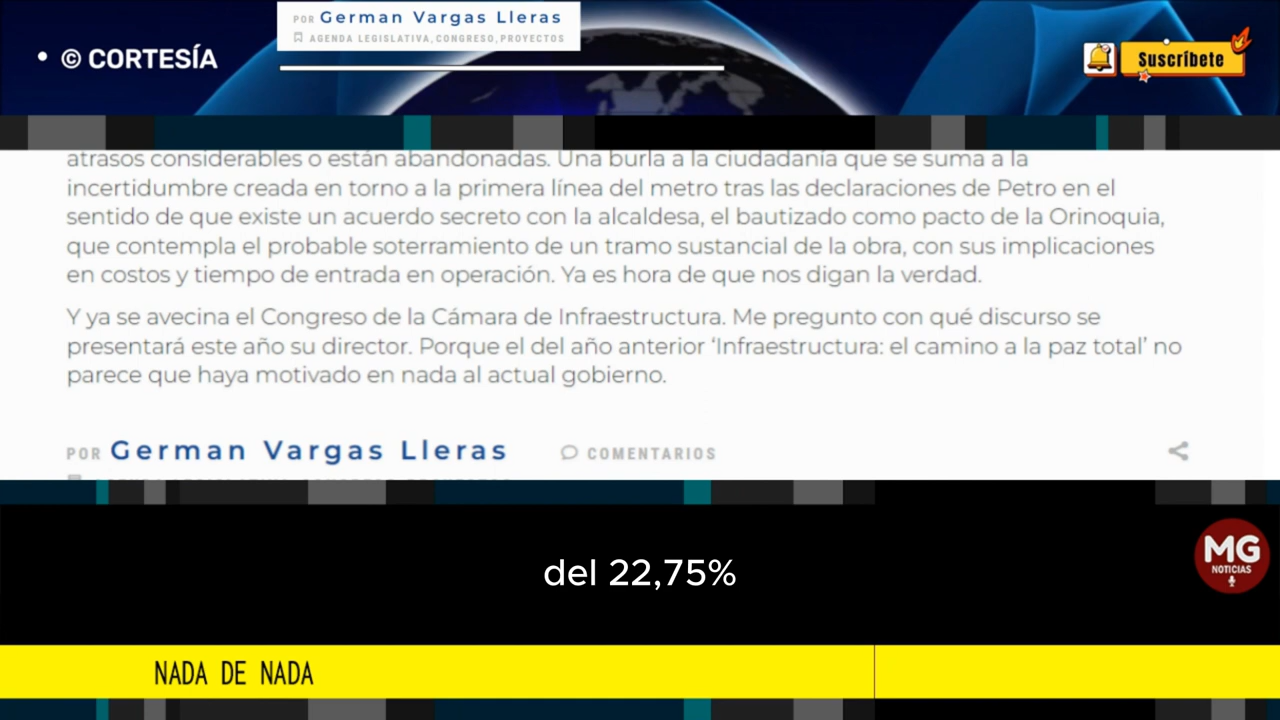 POR German Vargas Lleras
AGENDA LEGISLATIVA, CONGRESO, PROYECTOS
• © CORTESÍA
Suscríbete
atrasos considerables o están abandonadas. Una burla a la ciudadanía que se suma a la
incertidumbre creada en torno a la primera línea del metro tras las declaraciones de Petro en el
sentido de que existe un acuerdo secreto con la alcaldesa, el bautizado como pacto de la Orinoquia,
que contempla el probable soterramiento de un tramo sustancial de la obra, con sus implicaciones
en costos y tiempo de entrada en operación. Ya es hora de que nos digan la verdad.
Y ya se avecina el Congreso de la Cámara de Infraestructura. Me pregunto con qué discurso se
presentará este año su director. Porque el del año anterior ‘Infraestructura: el camino a la paz total’ no
parece que haya motivado en nada al actual gobierno.
POR German Vargas Lleras COMENTARIOS
del 22,75%
MG
NOTICIAS
NADA DE NADA